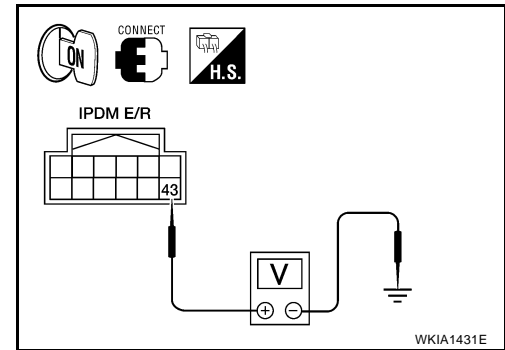 ON
CONNECT
H.S.
IPDM E/R
43
V
+ −
WKIA1431E